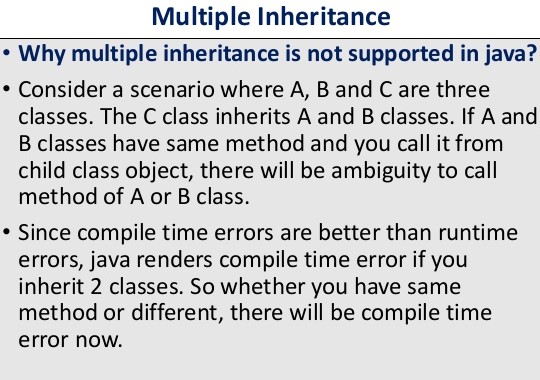 Multiple Inheritance
• Why multiple inheritance is not supported in java?
• Consider a scenario where A, B and C are three
classes. The C class inherits A and B classes. If A and
B classes have same method and you call it from
child class object, there will be ambiguity to call
method of A or B class.
• Since compile time errors are better than runtime
errors, java renders compile time error if you
inherit 2 classes. So whether you have same
method or different, there will be compile time
error now.